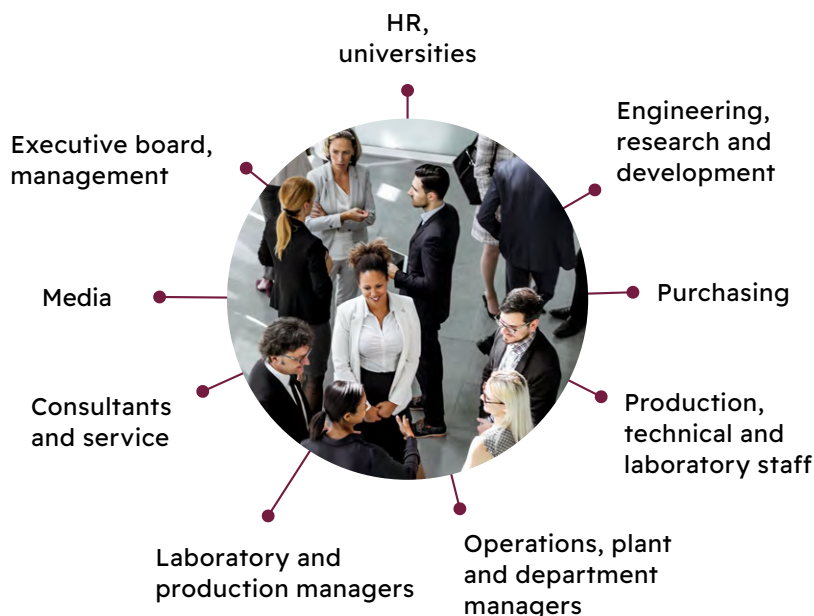 HR,
universities
Engineering,
research and
development
Executive board,
management
Media
Purchasing
Consultants
and service
Production,
technical and
laboratory staff
Laboratory and
production managers
Operations, plant
and department
managers